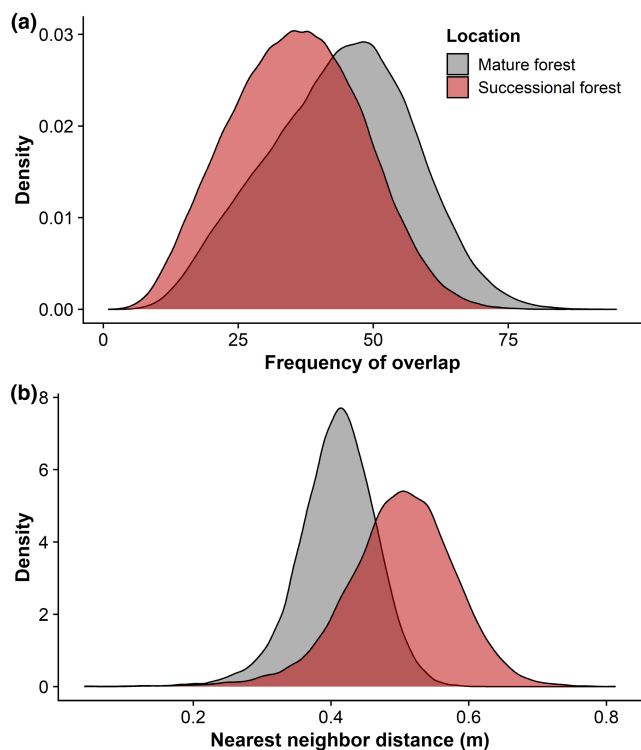 (a)
0.03
0.02
0.01
0.00
Density
0
25
50
75
Frequency of overlap
Location
Mature forest
Successional forest
(b)
8
6
4
2
0
Density
0.2
0.4
0.6
0.8
Nearest neighbor distance (m)